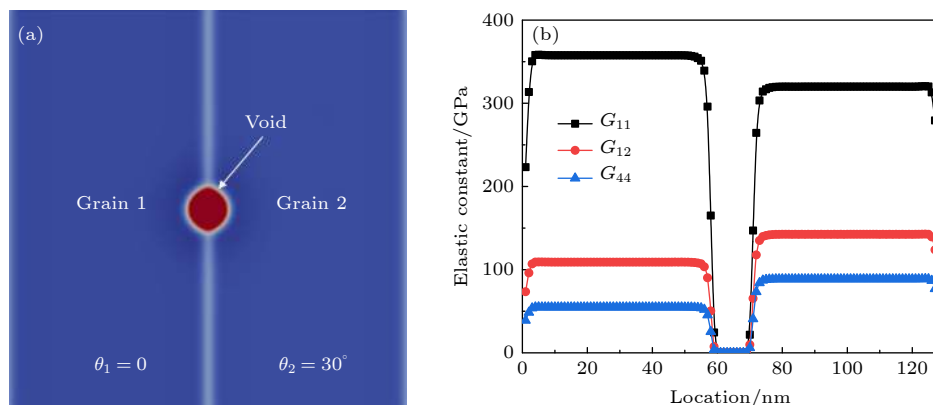 (a)
Void
Grain 1
Grain 2
θ₁ = 0
θ₂ = 30°
(b)
Elastic constant/GPa
400
300
200
100
0
G₁₁
G₁₂
G₄₄
0 20 40 60 80 100 120
Location/nm